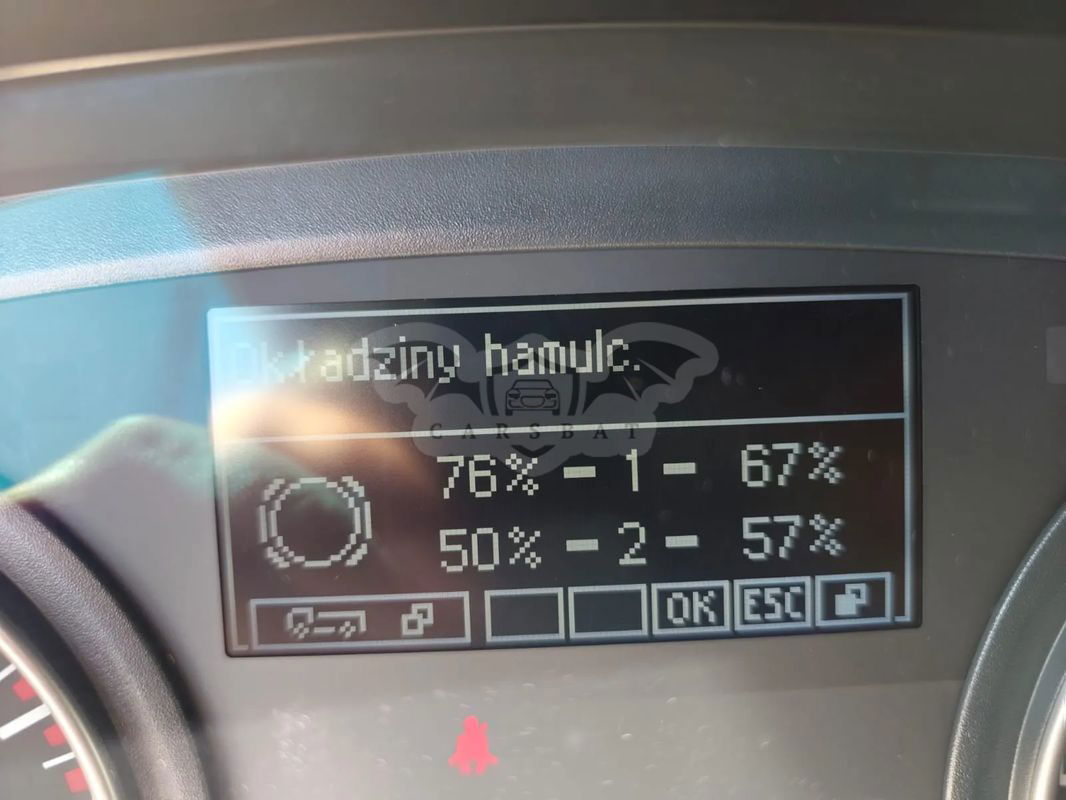 Okładziny hamulc.
CARSBAT
76% - 1 - 67%
50% - 2 - 57%
OK ESC